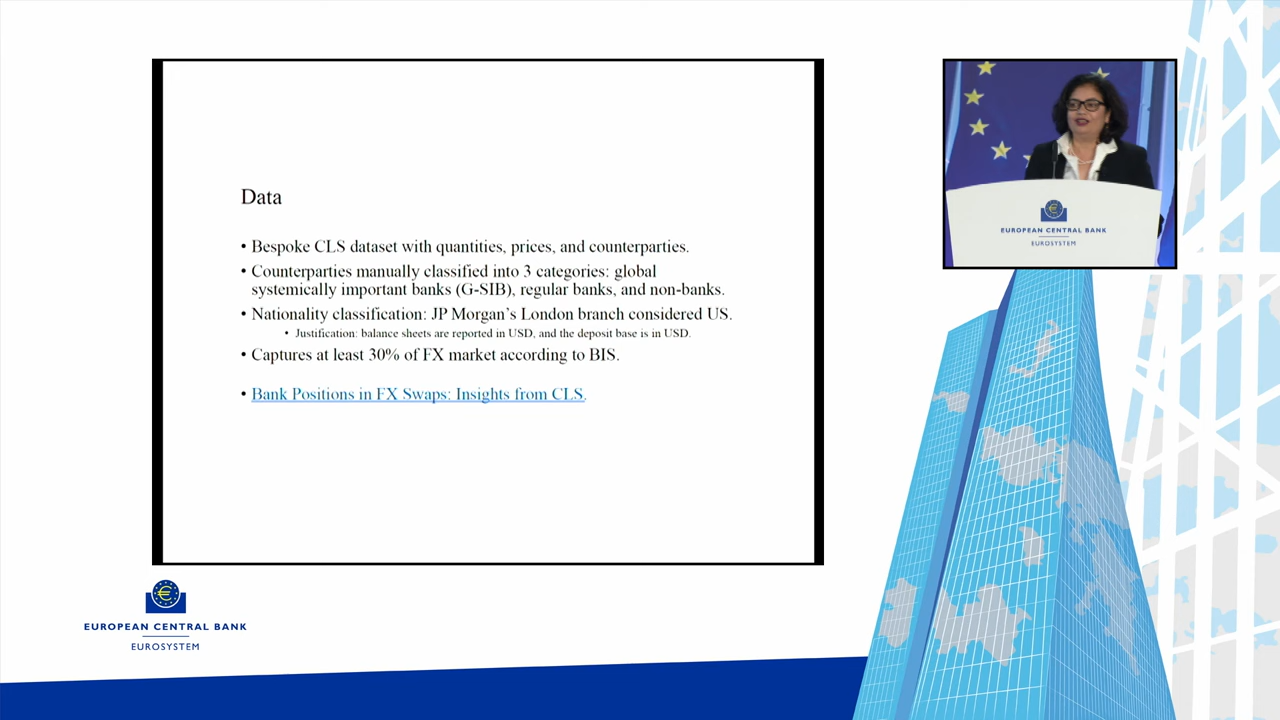 Data
• Bespoke CLS dataset with quantities, prices, and counterparties.
• Counterparties manually classified into 3 categories: global
systemically important banks (G-SIB), regular banks, and non-banks.
• Nationality classification: JP Morgan's London branch considered US.
• Justification: balance sheets are reported in USD, and the deposit base is in USD.
• Captures at least 30% of FX market according to BIS.
• Bank Positions in FX Swaps: Insights from CLS.
EUROPEAN CENTRAL BANK
EUROSYSTEM
EUROPEAN CENTRAL BANK
EUROSYSTEM